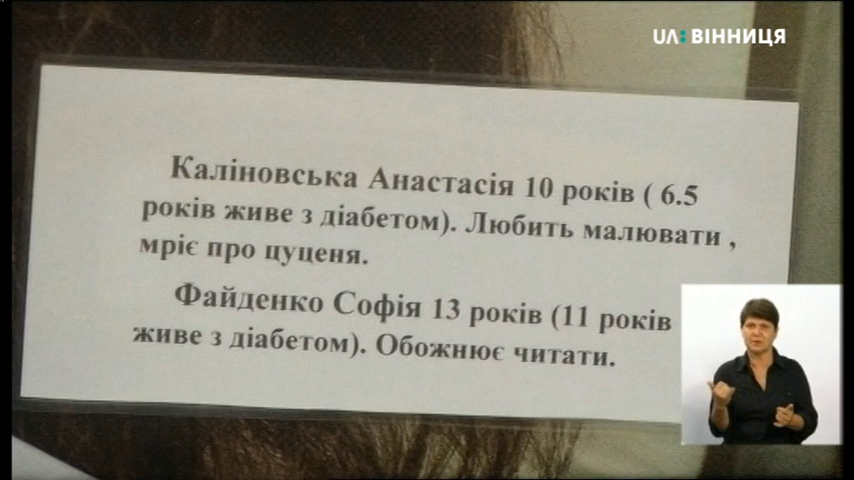 UA: ВІННИЦЯ
Каліновська Анастасія 10 років ( 6.5
років живе з діабетом). Любить малювати ,
мріє про цуценя.
Файденко Софія 13 років (11 років
живе з діабетом). Обожнює читати.